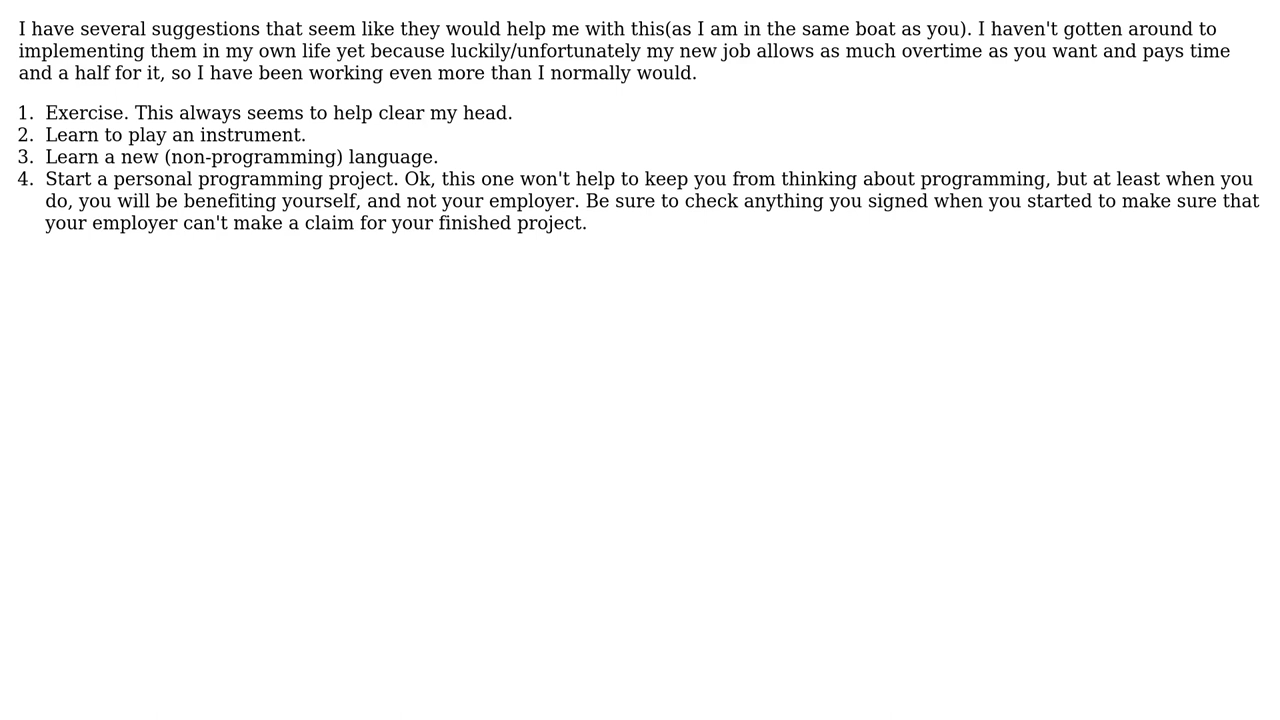 I have several suggestions that seem like they would help me with this(as I am in the same boat as you). I haven't gotten around to
implementing them in my own life yet because luckily/unfortunately my new job allows as much overtime as you want and pays time
and a half for it, so I have been working even more than I normally would.
1. Exercise. This always seems to help clear my head.
2. Learn to play an instrument.
3. Learn a new (non-programming) language.
4. Start a personal programming project. Ok, this one won't help to keep you from thinking about programming, but at least when you
do, you will be benefiting yourself, and not your employer. Be sure to check anything you signed when you started to make sure that
your employer can't make a claim for your finished project.